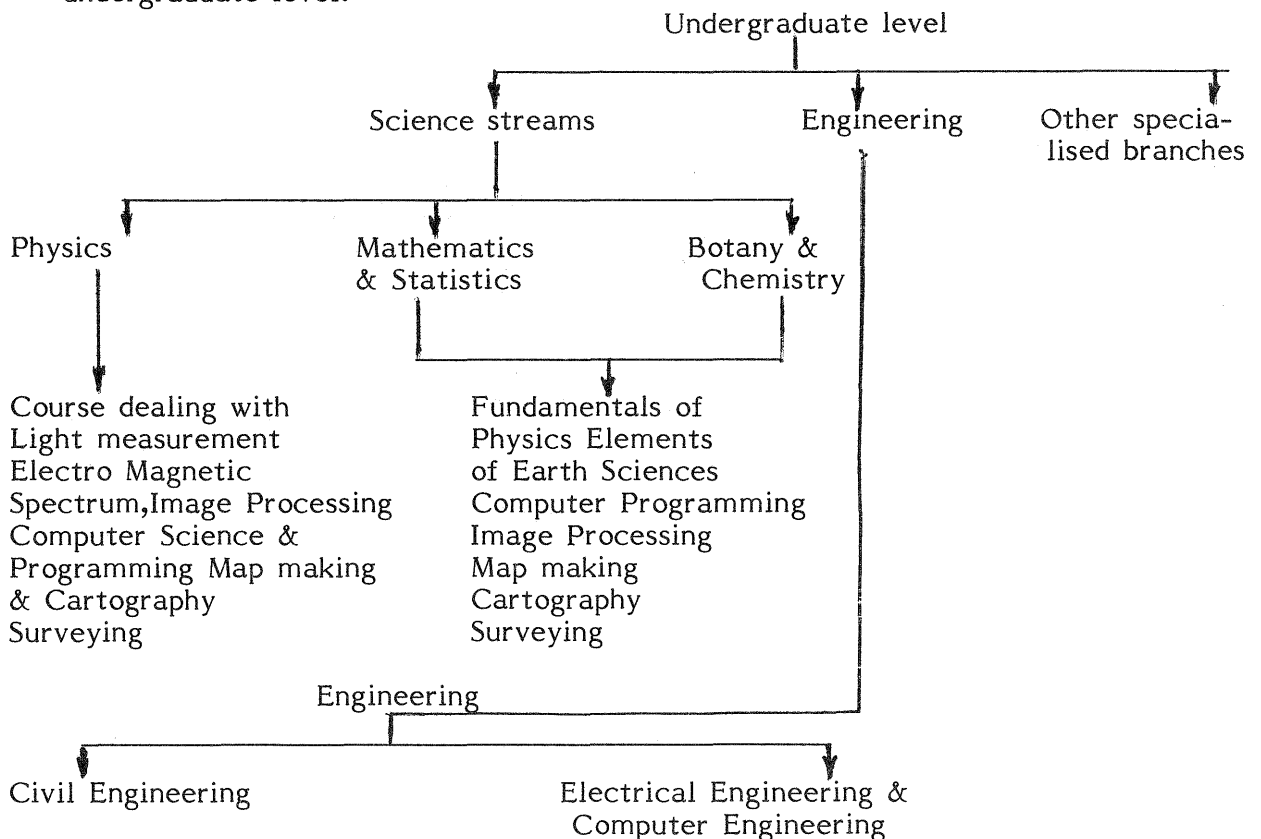 undergraduate level.
Undergraduate level
Science streams
Engineering
Other specia-
lised branches
Physics
Mathematics
& Statistics
Botany &
Chemistry
Course dealing with
Light measurement
Electro Magnetic
Spectrum,Image Processing
Computer Science &
Programming Map making
& Cartography
Surveying
Fundamentals of
Physics Elements
of Earth Sciences
Computer Programming
Image Processing
Map making
Cartography
Surveying
Engineering
Civil Engineering
Electrical Engineering &
Computer Engineering